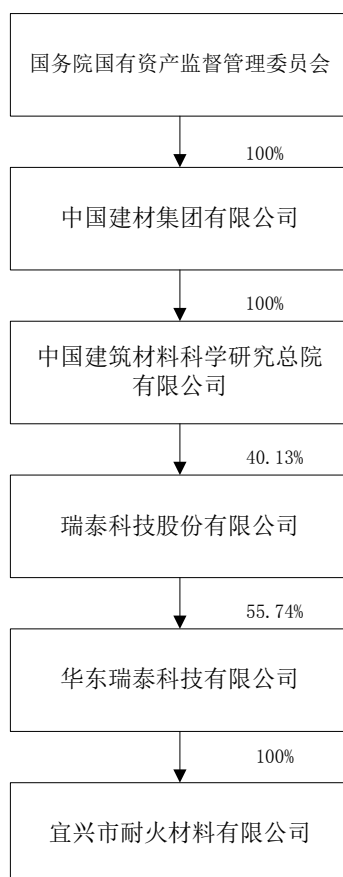 国务院国有资产监督管理委员会
100%
中国建材集团有限公司
100%
中国建筑材料科学研究总院
有限公司
40.13%
瑞泰科技股份有限公司
55.74%
华东瑞泰科技有限公司
100%
宜兴市耐火材料有限公司